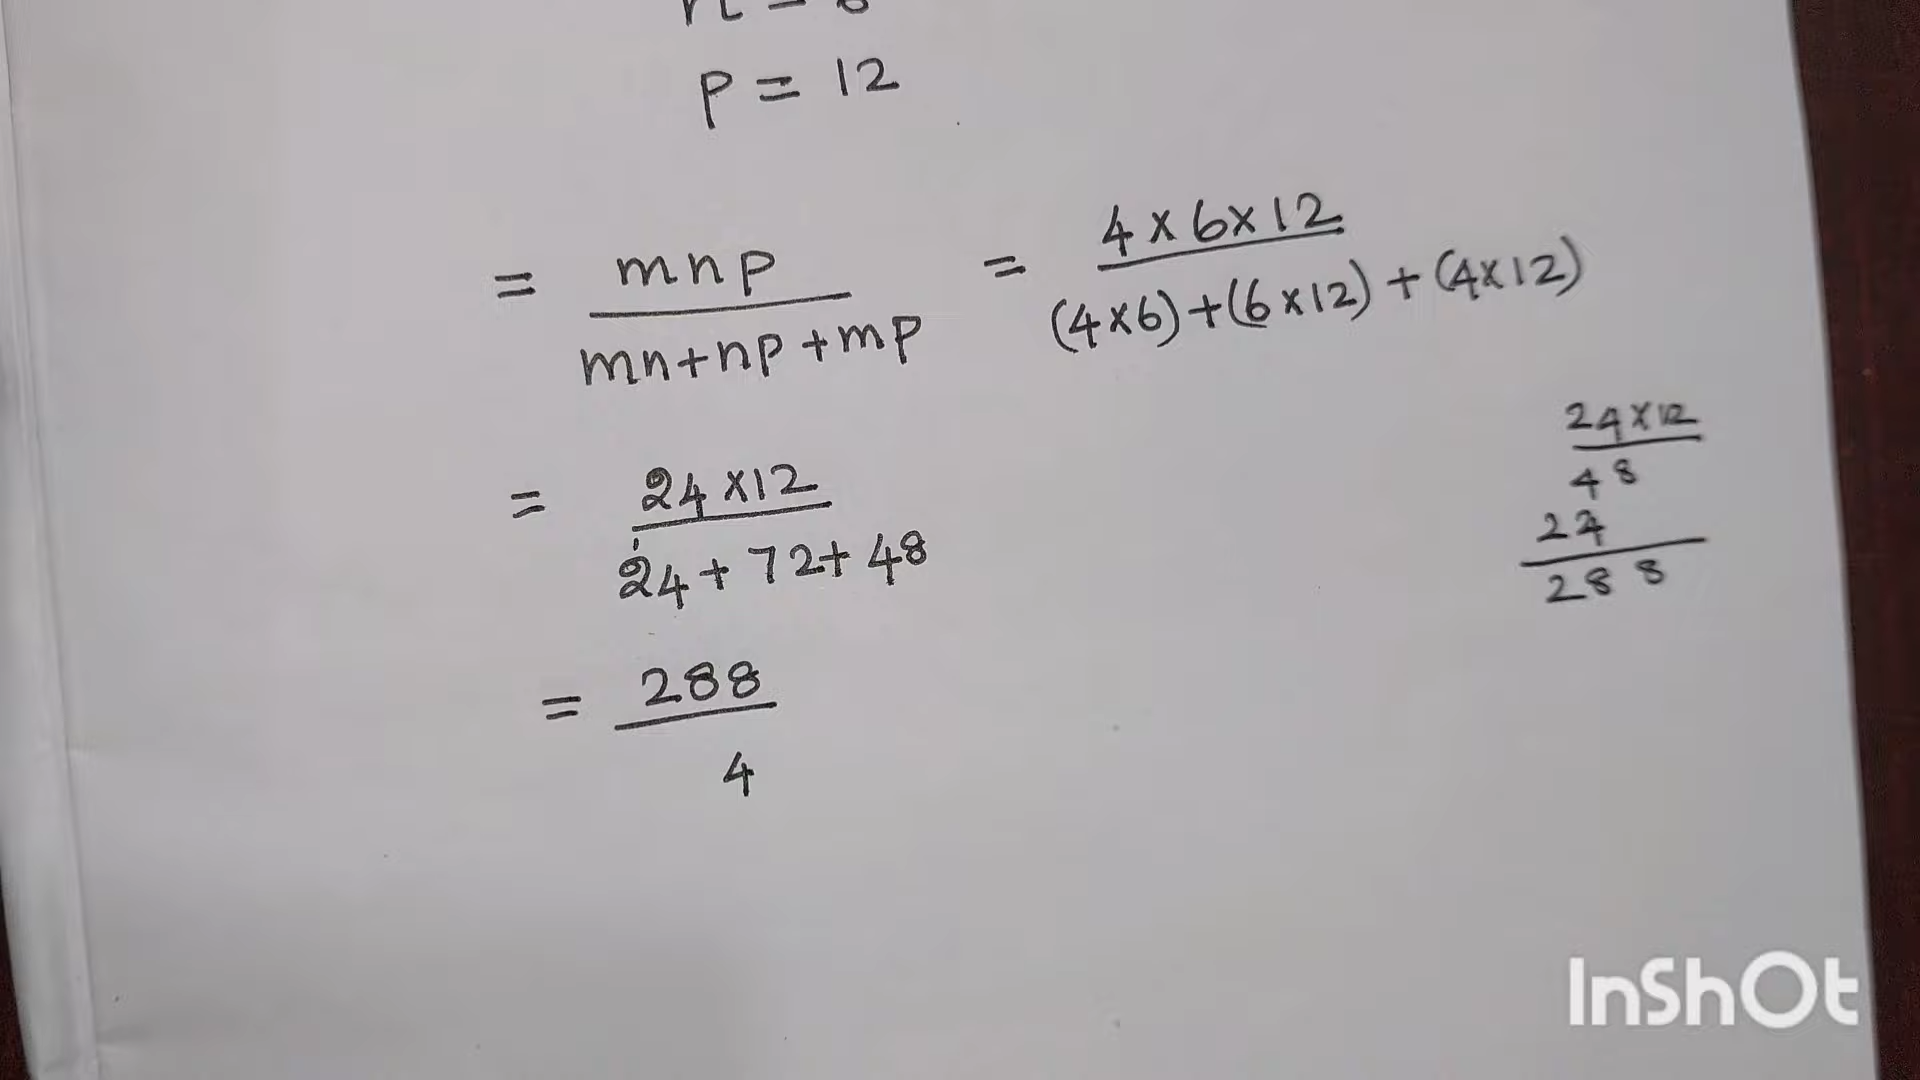 p = 12
= mnp / mn+np+mp = 4×6×12 / (4×6)+(6×12)+(4×12)
= 24×12 / 24+72+48
24×12
48
24
288
= 288 / 4
InShOt